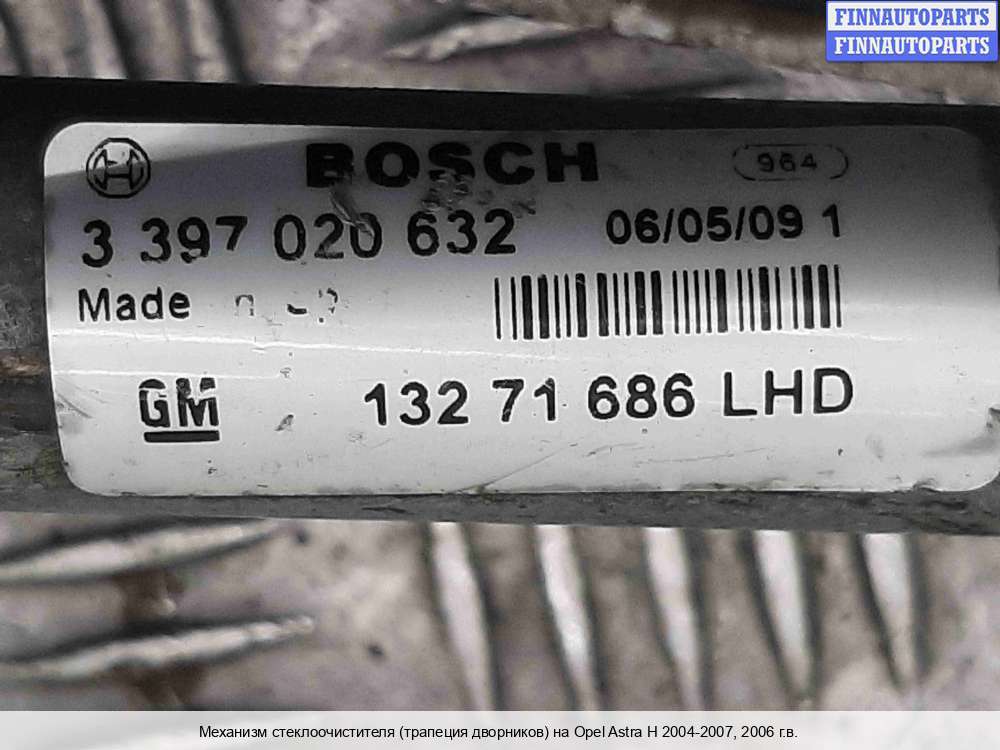 FINNAUTOPARTS
FINNAUTOPARTS
BOSCH 964
3 397 020 632 06/05/09 1
Made
GM 132 71 686 LHD
Механизм стеклоочистителя (трапеция дворников) на Opel Astra H 2004-2007, 2006 г.в.